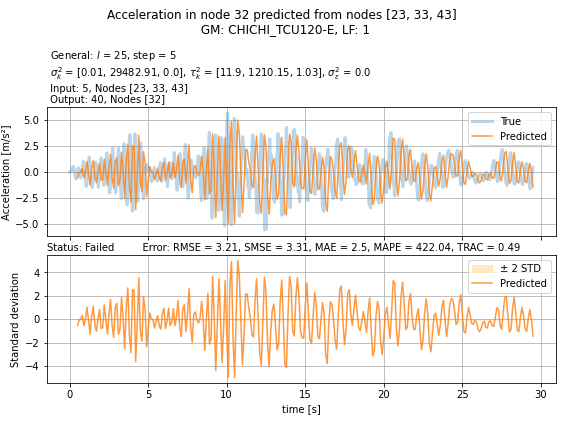 Acceleration in node 32 predicted from nodes [23, 33, 43]
GM: CHICHI_TCU120-E, LF: 1
General: l = 25, step = 5
σ²ₖ = [0.01, 29482.91, 0.0], τ²ₖ = [11.9, 1210.15, 1.03], σ²ε = 0.0
Input: 5, Nodes [23, 33, 43]
Output: 40, Nodes [32]
Acceleration [m/s²]
5.0
2.5
0.0
−2.5
−5.0
True
Predicted
Status: Failed Error: RMSE = 3.21, SMSE = 3.31, MAE = 2.5, MAPE = 422.04, TRAC = 0.49
Standard deviation
4
2
0
−2
−4
± 2 STD
Predicted
0 5 10 15 20 25 30
time [s]